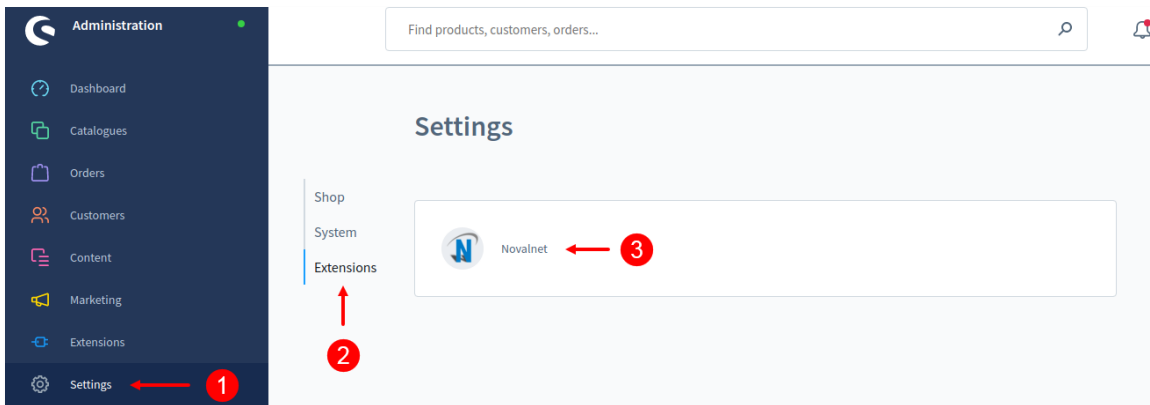 Administration
Find products, customers, orders...
Dashboard
Catalogues
Orders
Customers
Content
Marketing
Extensions
Settings
1
Settings
Shop
System
Extensions
2
N
Novalnet
3